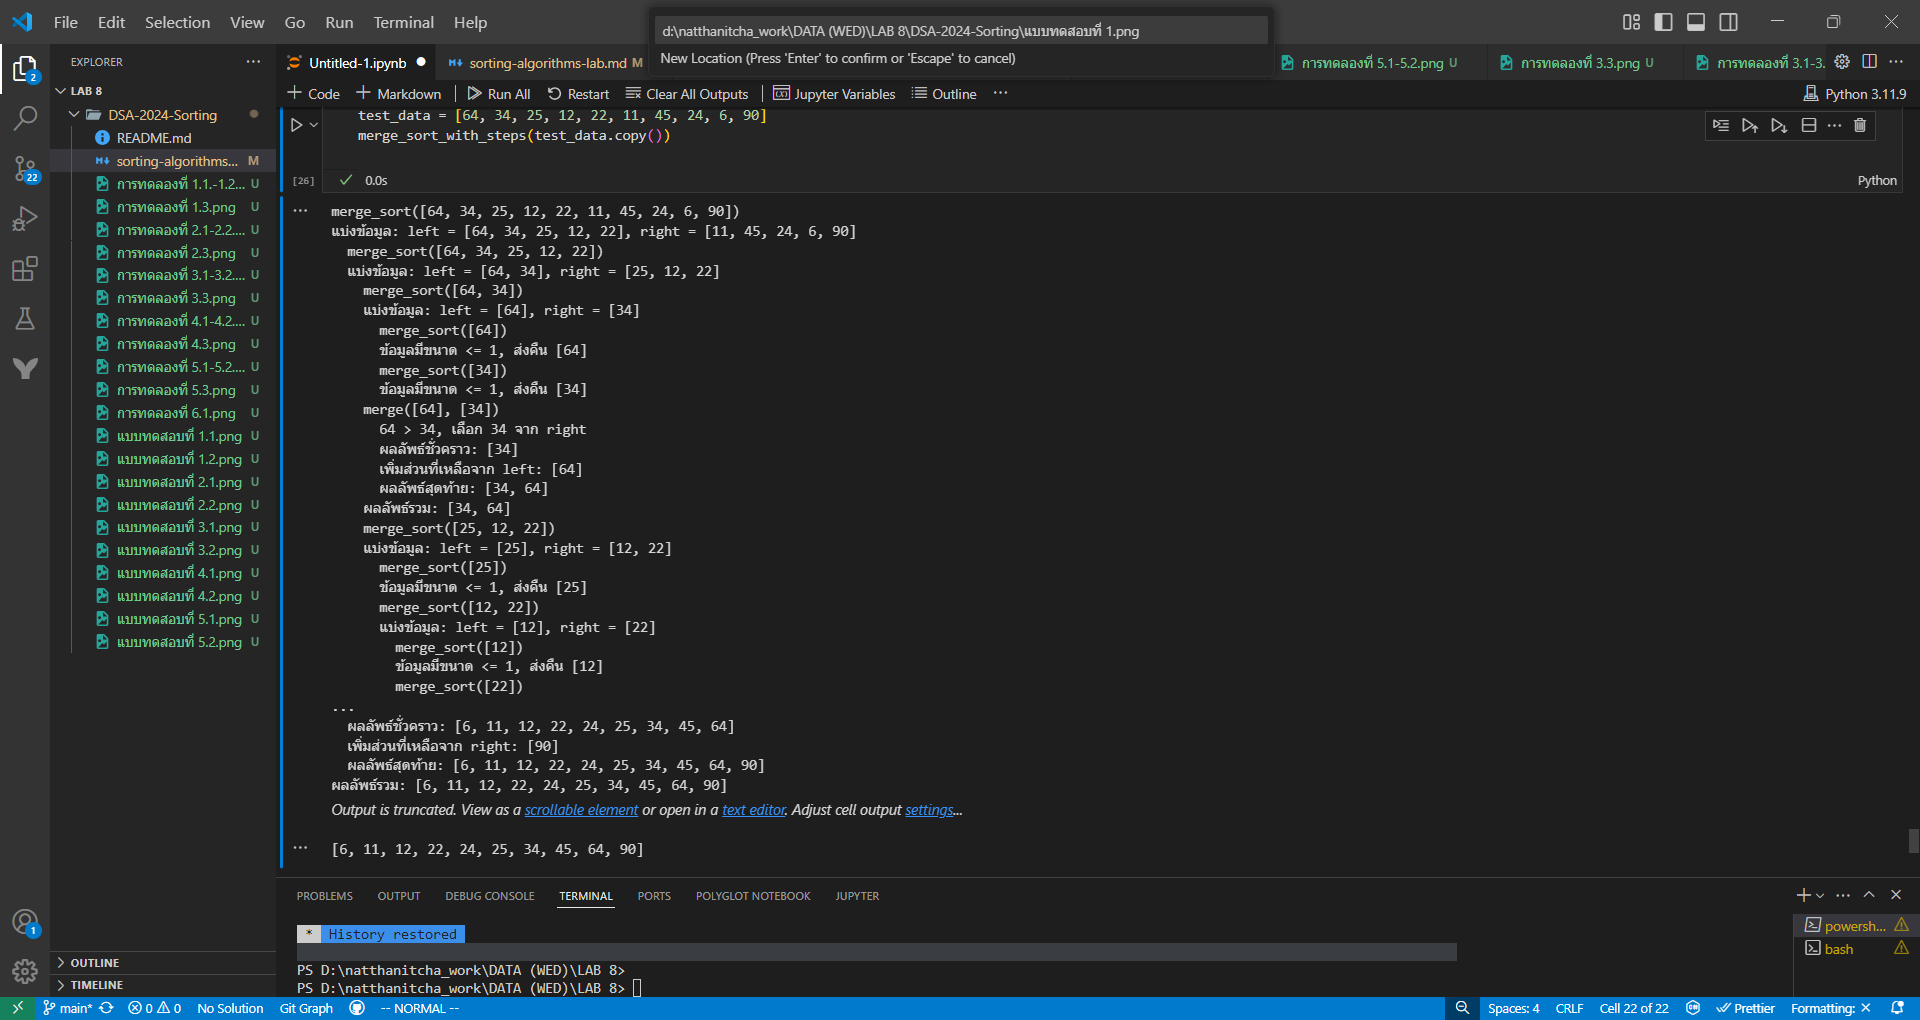 File Edit Selection View Go Run Terminal Help
d:\natthanitcha_work\DATA (WED)\LAB 8\DSA-2024-Sorting\แบบทดสอบที่ 1.png
New Location (Press 'Enter' to confirm or 'Escape' to cancel)
EXPLORER
Untitled-1.ipynb
sorting-algorithms-lab.md M
การทดลองที่ 5.1-5.2.png U
การทดลองที่ 3.3.png U
การทดลองที่ 3.1-3.
LAB 8
DSA-2024-Sorting
README.md
sorting-algorithms... M
การทดลองที่ 1.1.-1.2... U
การทดลองที่ 1.3.png U
การทดลองที่ 2.1-2.2... U
การทดลองที่ 2.3.png U
การทดลองที่ 3.1-3.2... U
การทดลองที่ 3.3.png U
การทดลองที่ 4.1-4.2... U
การทดลองที่ 4.3.png U
การทดลองที่ 5.1-5.2... U
การทดลองที่ 5.3.png U
การทดลองที่ 6.1.png U
แบบทดสอบที่ 1.1.png U
แบบทดสอบที่ 1.2.png U
แบบทดสอบที่ 2.1.png U
แบบทดสอบที่ 2.2.png U
แบบทดสอบที่ 3.1.png U
แบบทดสอบที่ 3.2.png U
แบบทดสอบที่ 4.1.png U
แบบทดสอบที่ 4.2.png U
แบบทดสอบที่ 5.1.png U
แบบทดสอบที่ 5.2.png U
OUTLINE
TIMELINE
2
22
1
+ Code + Markdown | Run All Restart Clear All Outputs | Jupyter Variables Outline ...
Python 3.11.9
test_data = [64, 34, 25, 12, 22, 11, 45, 24, 6, 90]
merge_sort_with_steps(test_data.copy())
[26] 0.0s
Python
merge_sort([64, 34, 25, 12, 22, 11, 45, 24, 6, 90])
แบ่งข้อมูล: left = [64, 34, 25, 12, 22], right = [11, 45, 24, 6, 90]
merge_sort([64, 34, 25, 12, 22])
แบ่งข้อมูล: left = [64, 34], right = [25, 12, 22]
merge_sort([64, 34])
แบ่งข้อมูล: left = [64], right = [34]
merge_sort([64])
ข้อมูลมีขนาด <= 1, ส่งคืน [64]
merge_sort([34])
ข้อมูลมีขนาด <= 1, ส่งคืน [34]
merge([64], [34])
64 > 34, เลือก 34 จาก right
ผลลัพธ์ชั่วคราว: [34]
เพิ่มส่วนที่เหลือจาก left: [64]
ผลลัพธ์สุดท้าย: [34, 64]
ผลลัพธ์รวม: [34, 64]
merge_sort([25, 12, 22])
แบ่งข้อมูล: left = [25], right = [12, 22]
merge_sort([25])
ข้อมูลมีขนาด <= 1, ส่งคืน [25]
merge_sort([12, 22])
แบ่งข้อมูล: left = [12], right = [22]
merge_sort([12])
ข้อมูลมีขนาด <= 1, ส่งคืน [12]
merge_sort([22])
...
ผลลัพธ์ชั่วคราว: [6, 11, 12, 22, 24, 25, 34, 45, 64]
เพิ่มส่วนที่เหลือจาก right: [90]
ผลลัพธ์สุดท้าย: [6, 11, 12, 22, 24, 25, 34, 45, 64, 90]
ผลลัพธ์รวม: [6, 11, 12, 22, 24, 25, 34, 45, 64, 90]
Output is truncated. View as a scrollable element or open in a text editor. Adjust cell output settings...
[6, 11, 12, 22, 24, 25, 34, 45, 64, 90]
PROBLEMS OUTPUT DEBUG CONSOLE TERMINAL PORTS POLYGLOT NOTEBOOK JUPYTER
* History restored
PS D:\natthanitcha_work\DATA (WED)\LAB 8>
PS D:\natthanitcha_work\DATA (WED)\LAB 8>
powersh...
bash
main* 0 0 No Solution Git Graph -- NORMAL --
Spaces: 4 CRLF Cell 22 of 22 Prettier Formatting: ×